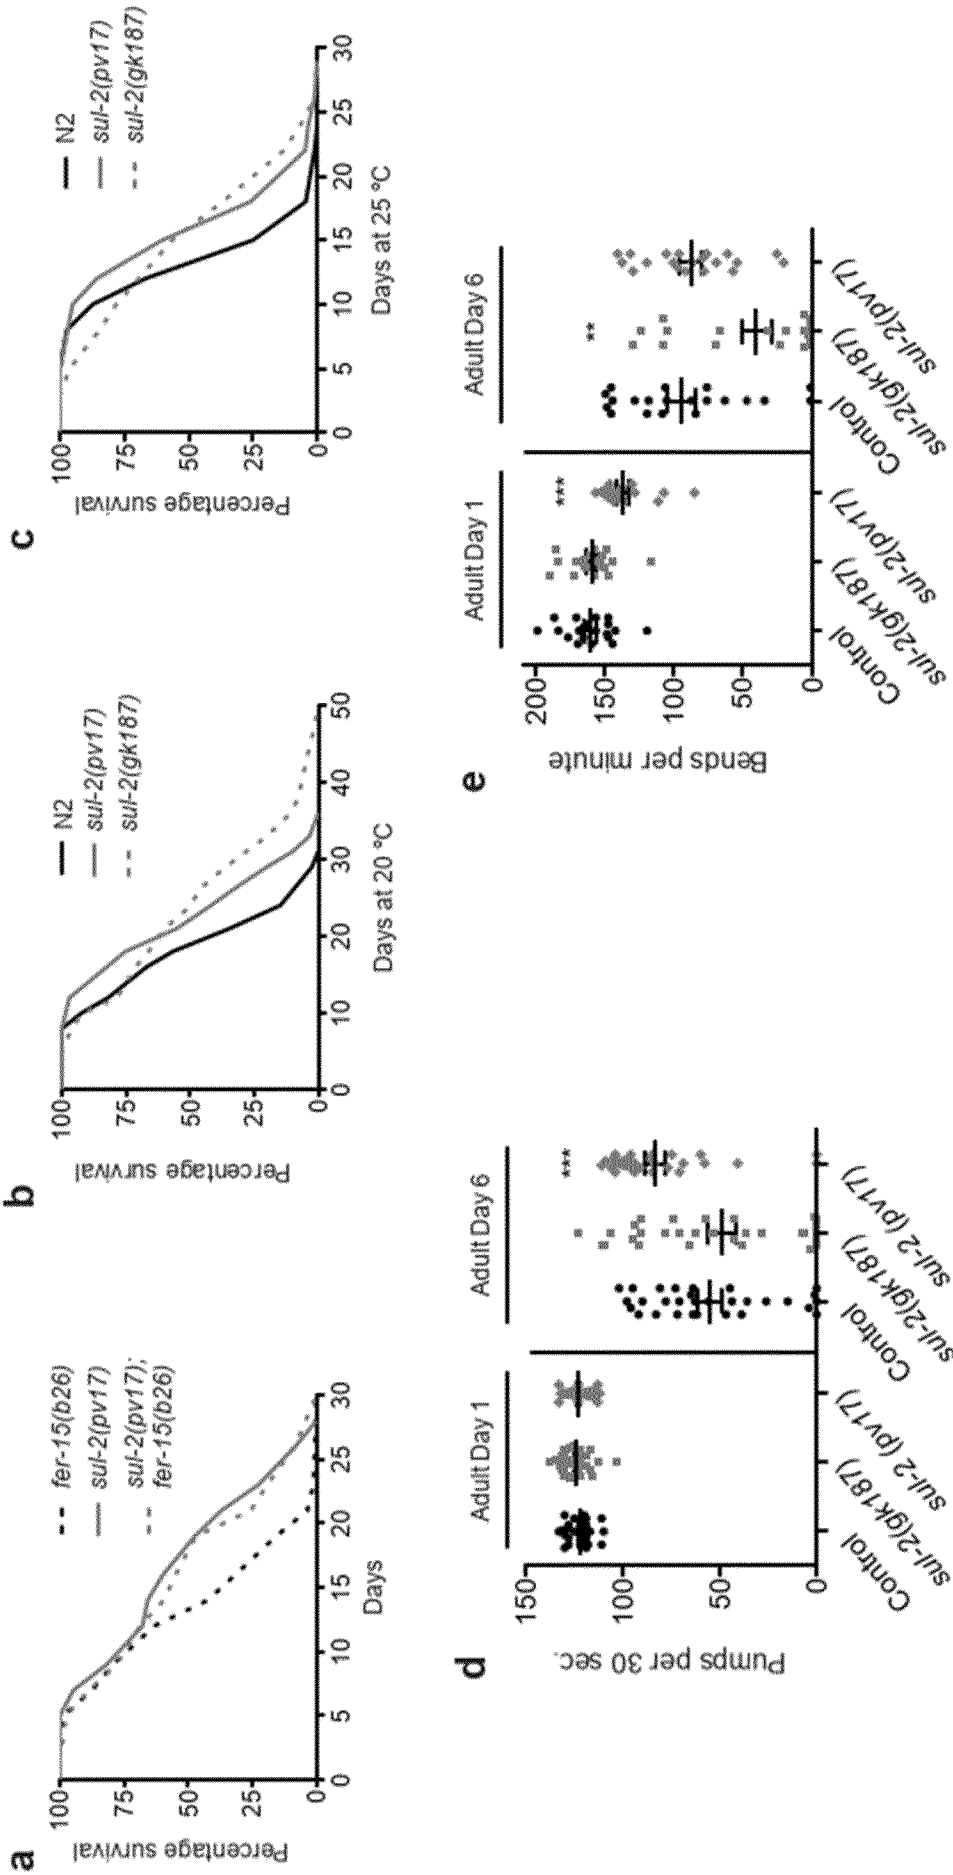 a
Percentage survival
100
75
50
25
0
0 5 10 15 20 25 30
Days
fer-15(b26)
sul-2(pv17)
sul-2(pv17);
fer-15(b26)
b
Percentage survival
100
75
50
25
0
0 10 20 30 40 50
Days at 20 ºC
N2
sul-2(pv17)
sul-2(gk187)
c
Percentage survival
100
75
50
25
0
0 5 10 15 20 25 30
Days at 25 ºC
N2
sul-2(pv17)
sul-2(gk187)
d
Pumps per 30 sec.
150
100
50
0
Adult Day 1
Adult Day 6
***
Control
sul-2(gk187)
sul-2 (pv17)
Control
sul-2(gk187)
sul-2 (pv17)
e
Bends per minute
200
150
100
50
0
Adult Day 1
Adult Day 6
***
**
Control
sul-2(gk187)
sul-2(pv17)
Control
sul-2(gk187)
sul-2(pv17)